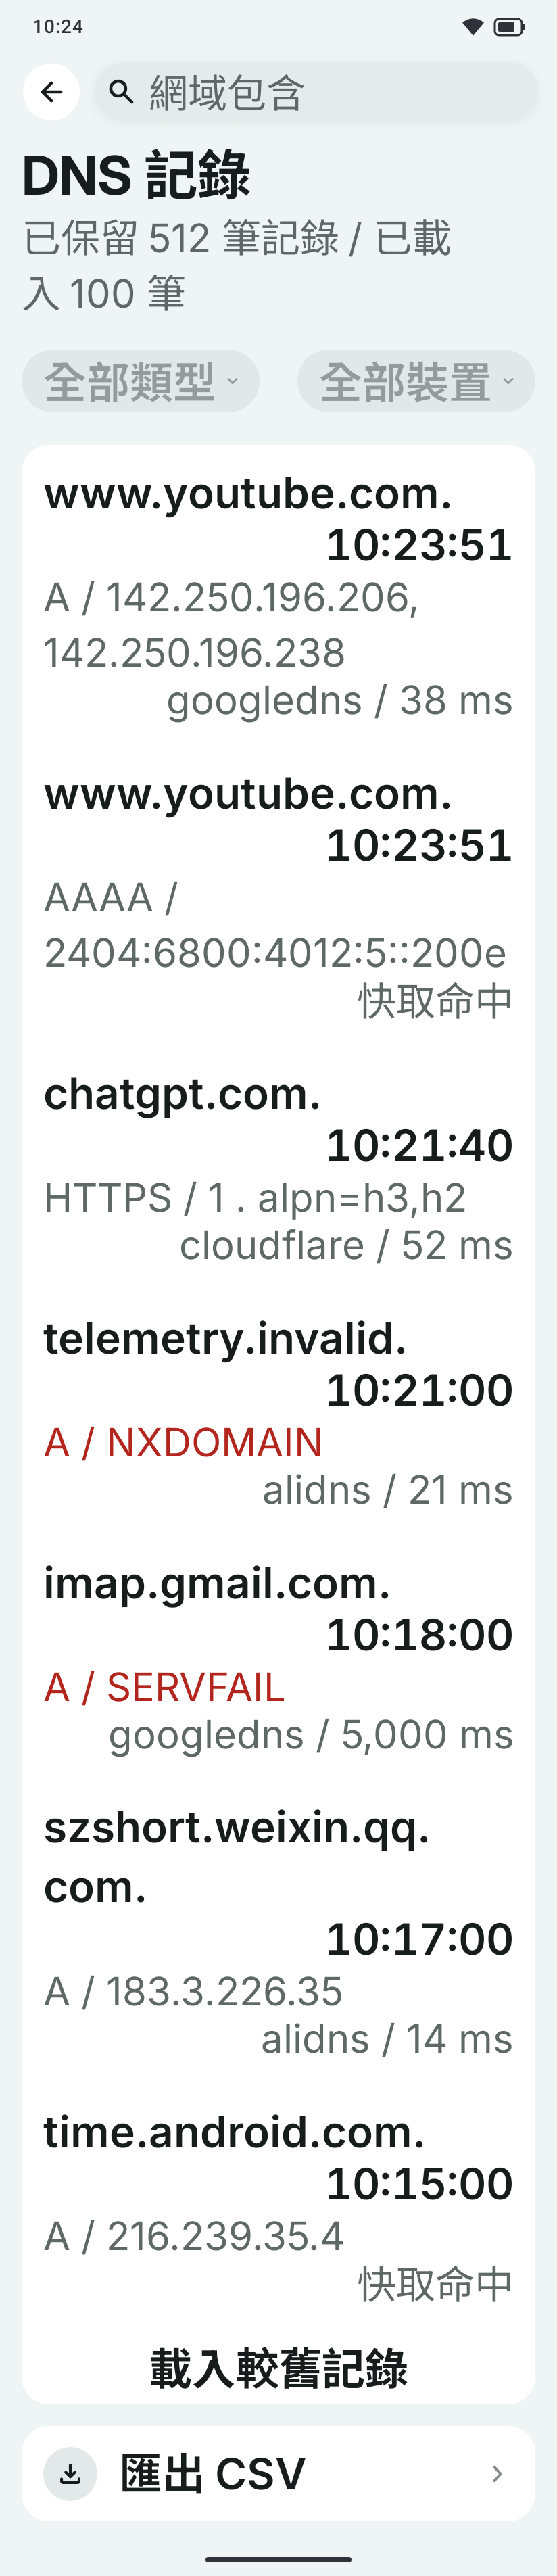 10:24
網域包含
DNS 記錄
已保留 512 筆記錄 / 已載
入 100 筆
全部類型
全部裝置
www.youtube.com.
10:23:51
A / 142.250.196.206,
142.250.196.238
googledns / 38 ms
www.youtube.com.
10:23:51
AAAA /
2404:6800:4012:5::200e
快取命中
chatgpt.com.
10:21:40
HTTPS / 1 . alpn=h3,h2
cloudflare / 52 ms
telemetry.invalid.
10:21:00
A / NXDOMAIN
alidns / 21 ms
imap.gmail.com.
10:18:00
A / SERVFAIL
googledns / 5,000 ms
szshort.weixin.qq.
com.
10:17:00
A / 183.3.226.35
alidns / 14 ms
time.android.com.
10:15:00
A / 216.239.35.4
快取命中
載入較舊記錄
匯出 CSV